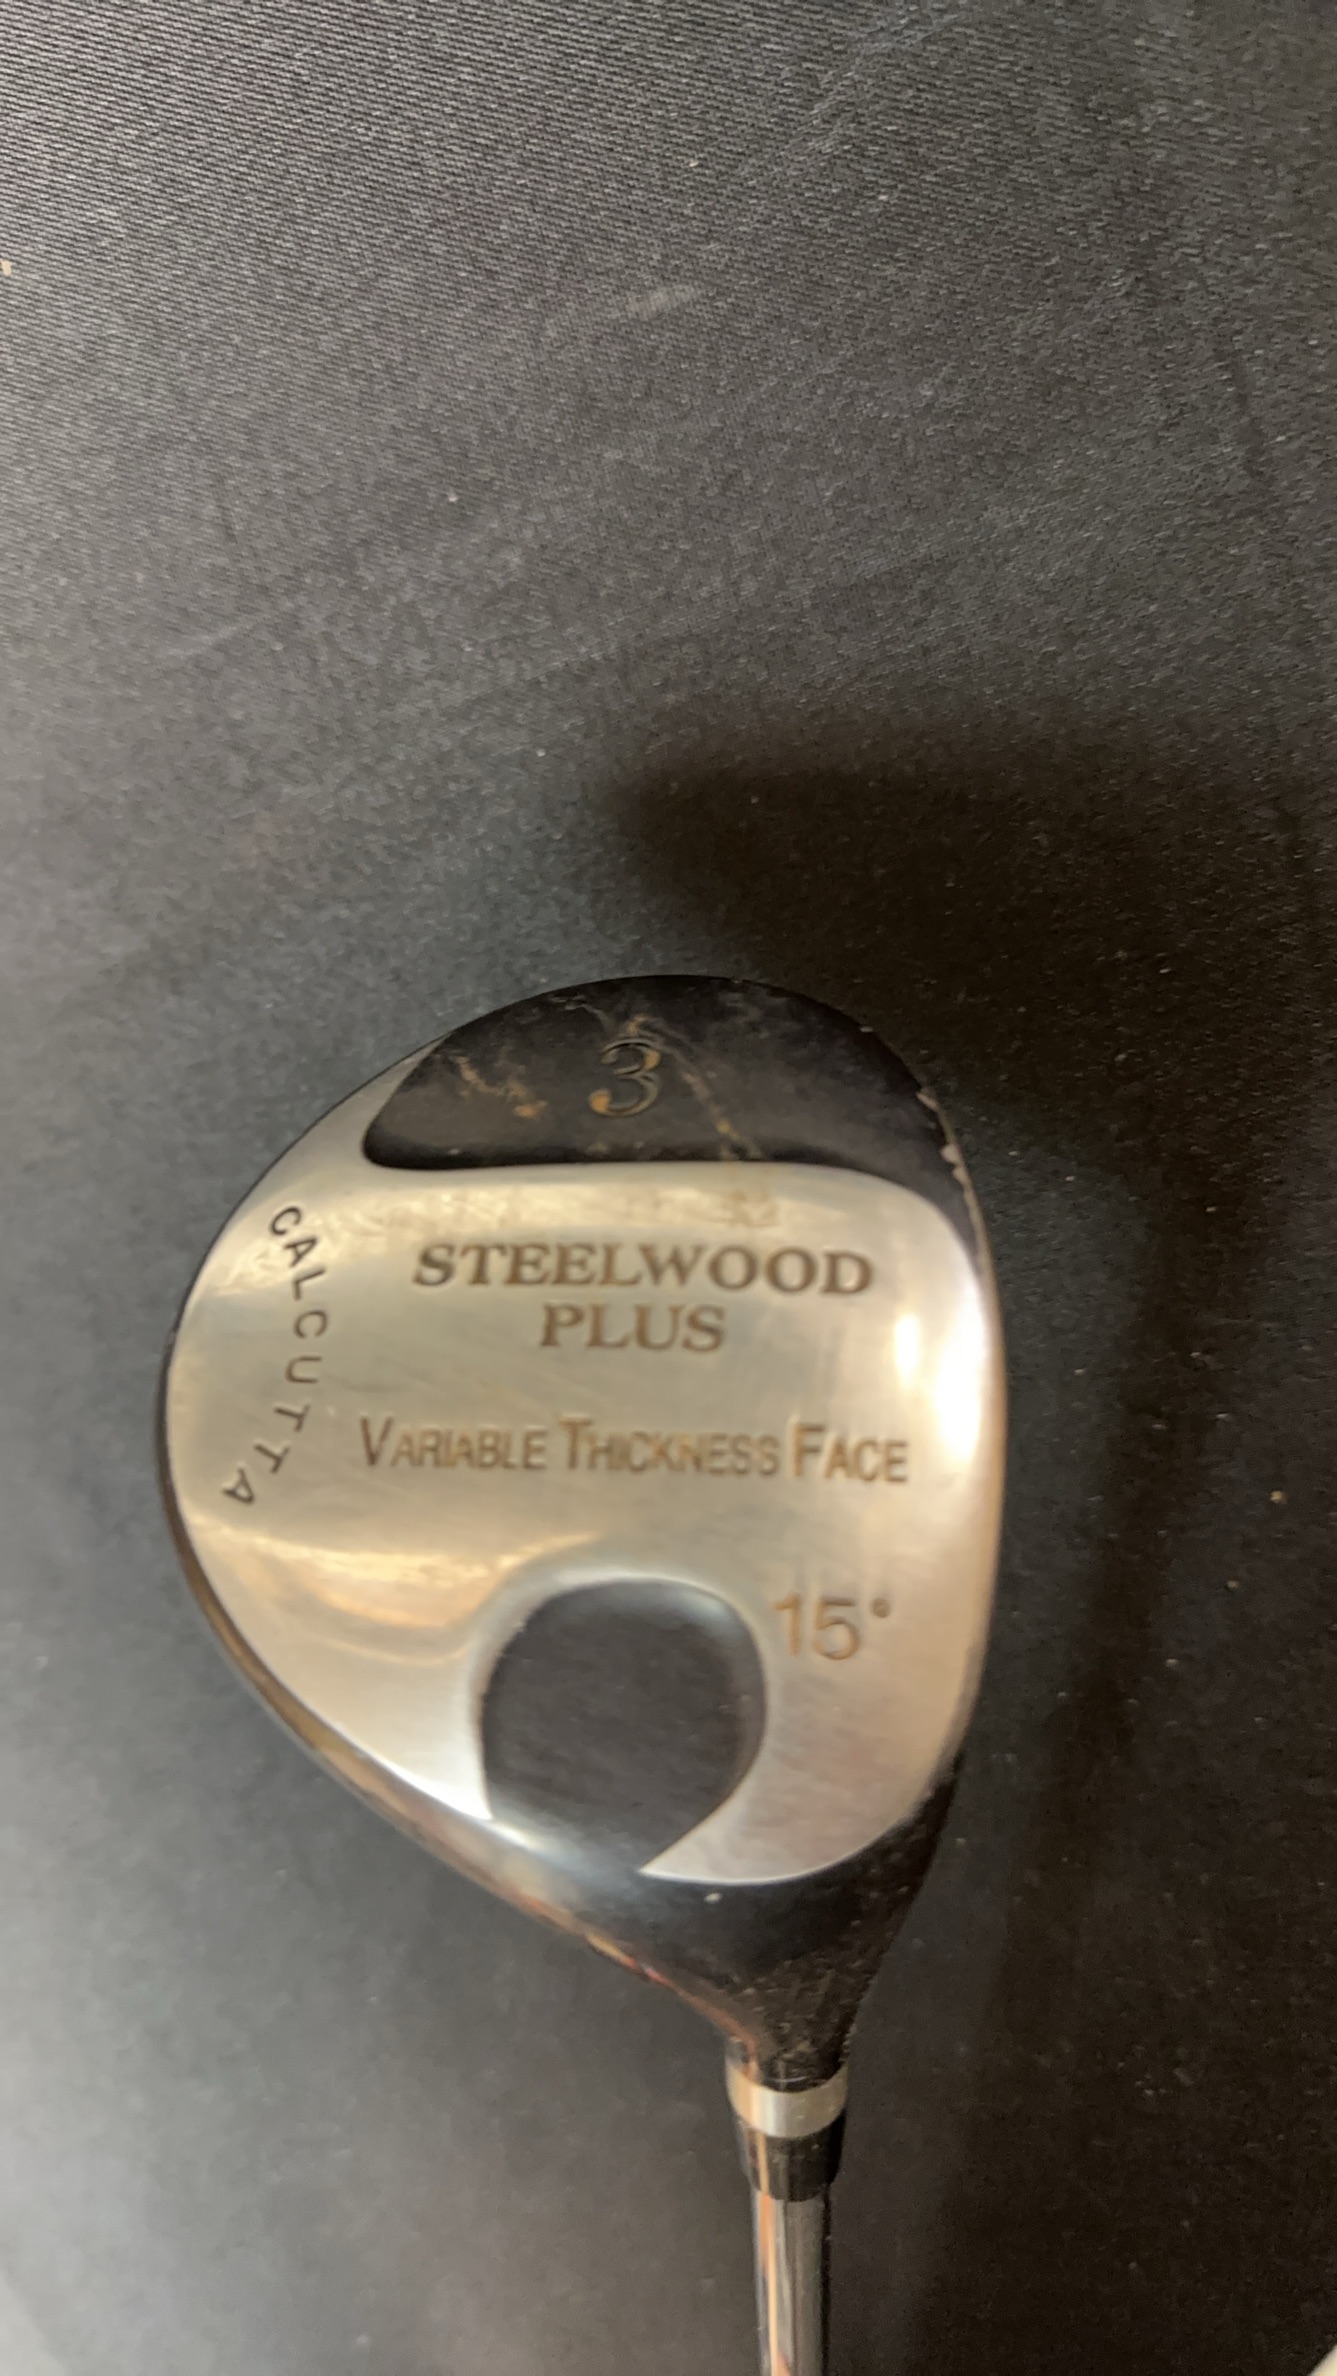 3
STEELWOOD
PLUS
CALCUTTA
VARIABLE THICKNESS FACE
15°